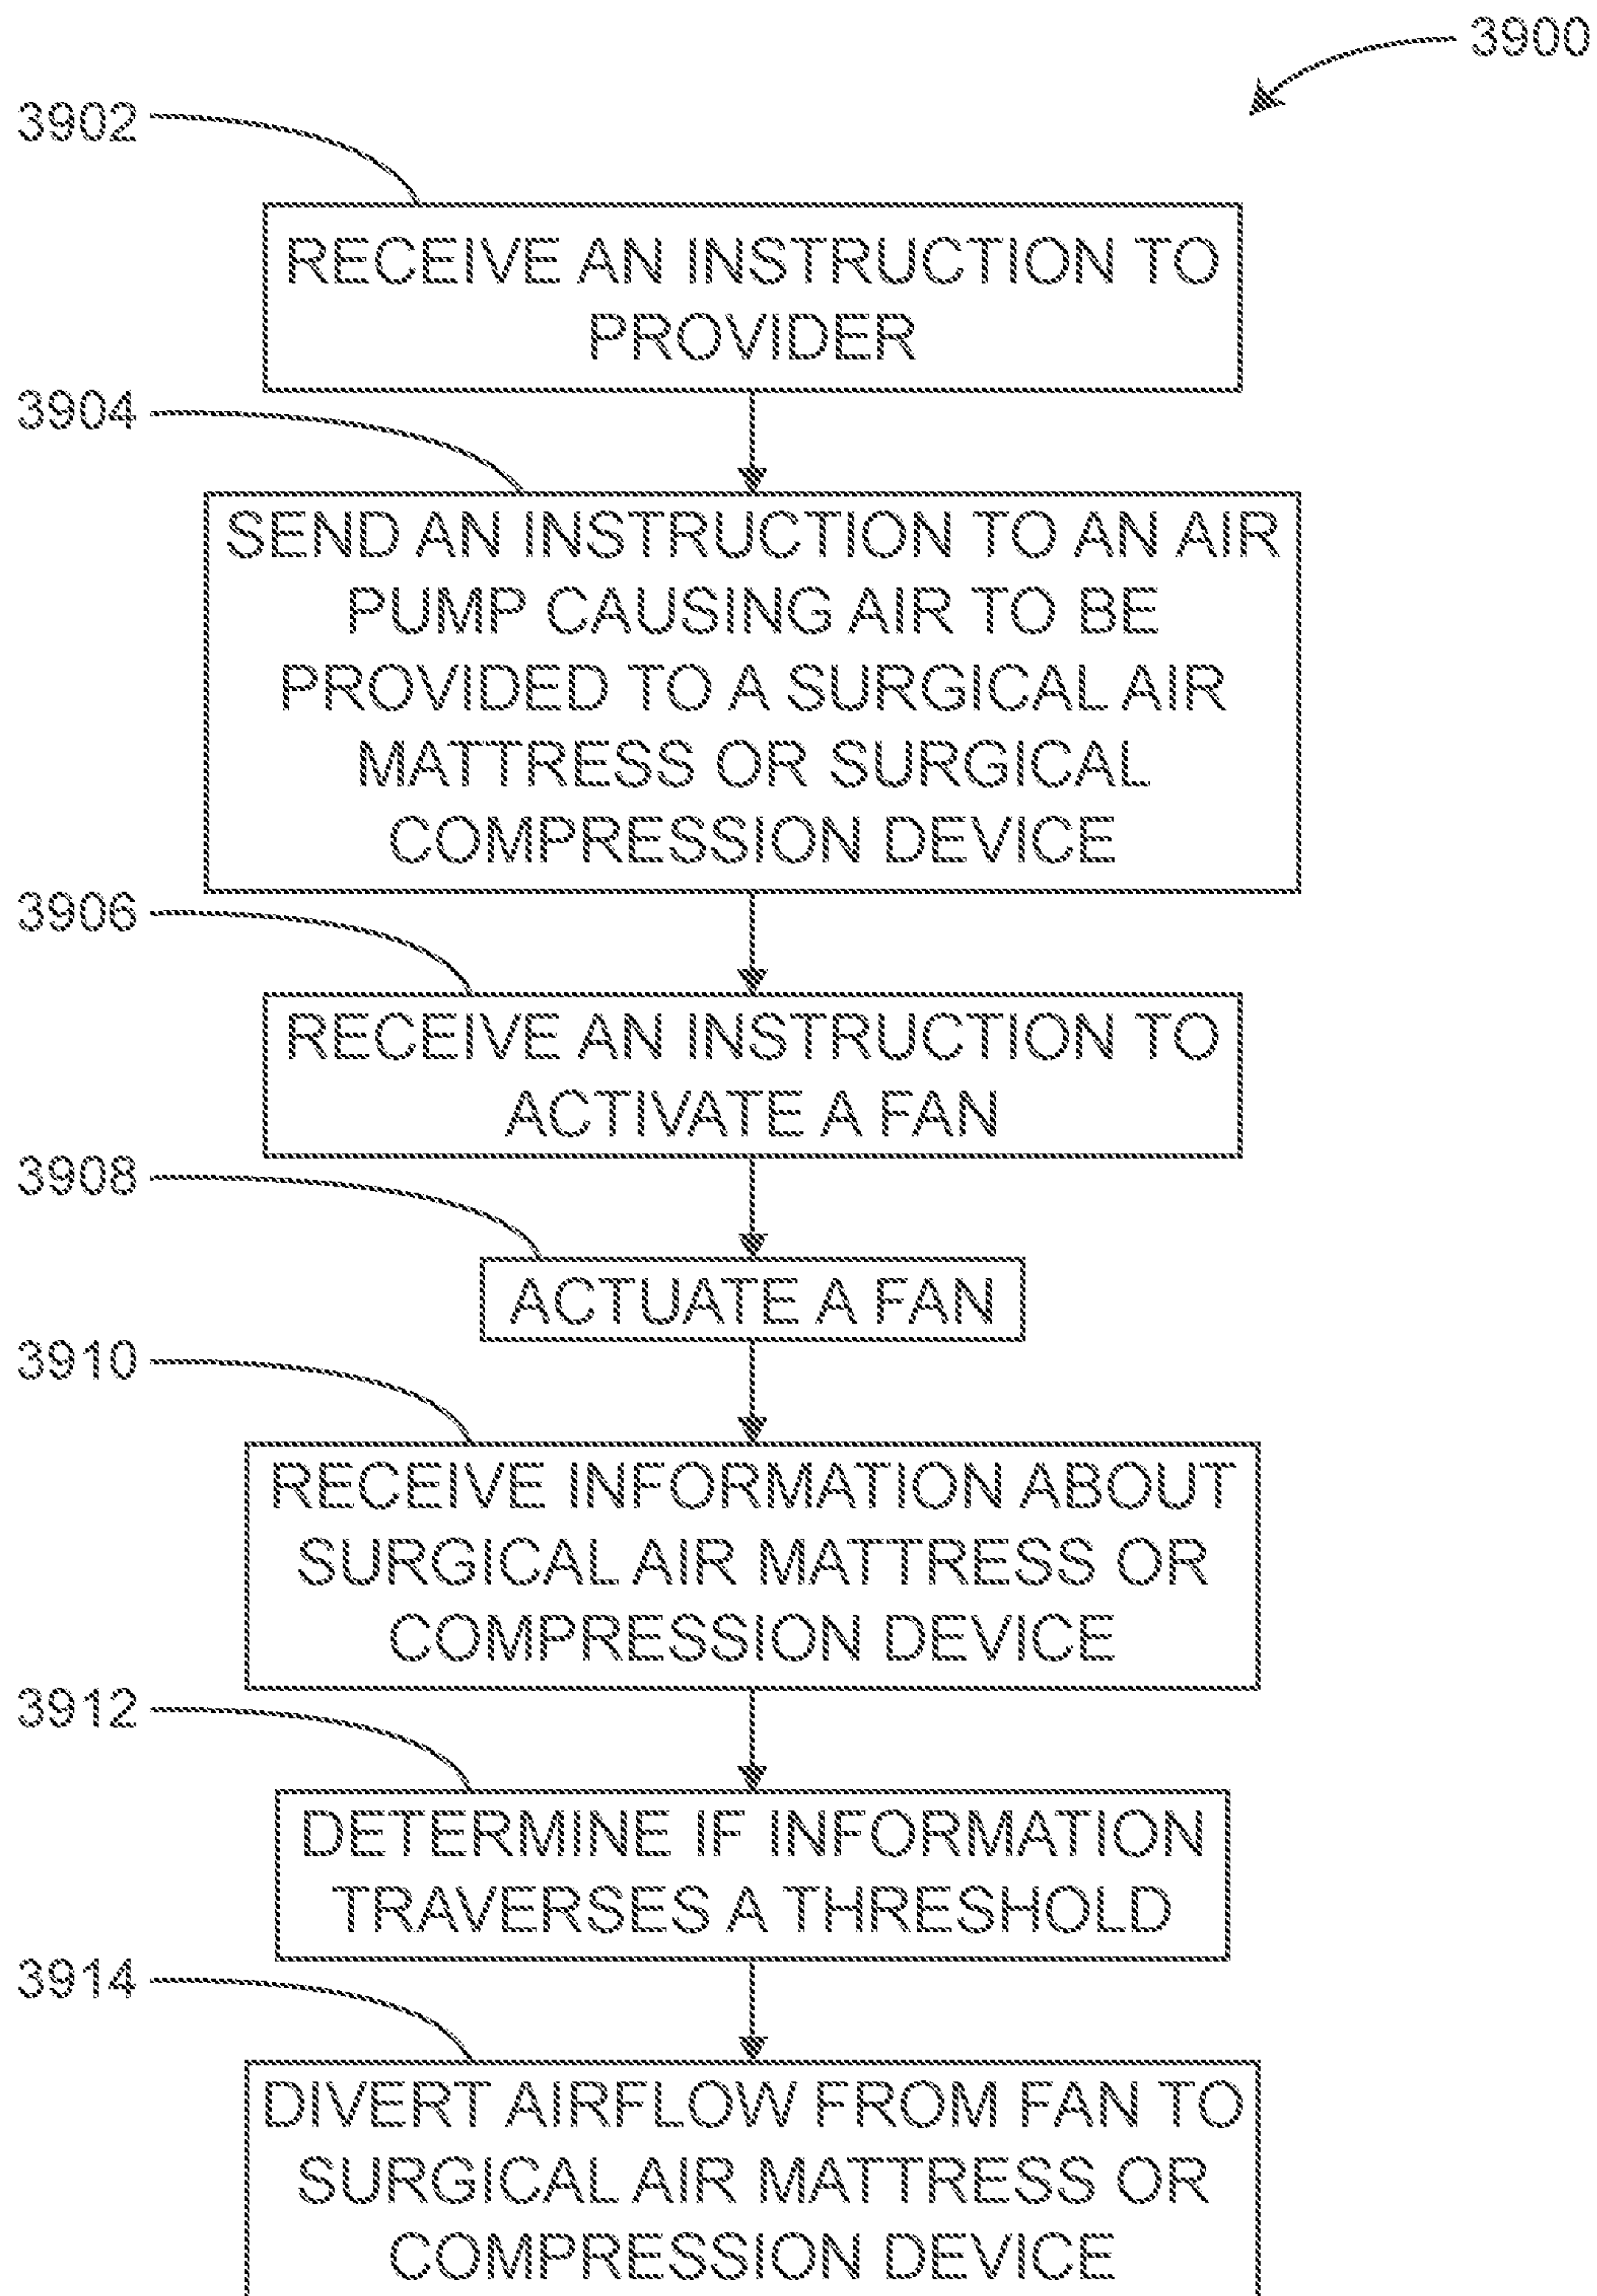 3900
3902
RECEIVE AN INSTRUCTION TO
PROVIDER
3904
SEND AN INSTRUCTION TO AN AIR
PUMP CAUSING AIR TO BE
PROVIDED TO A SURGICAL AIR
MATTRESS OR SURGICAL
COMPRESSION DEVICE
3906
RECEIVE AN INSTRUCTION TO
ACTIVATE A FAN
3908
ACTUATE A FAN
3910
RECEIVE INFORMATION ABOUT
SURGICAL AIR MATTRESS OR
COMPRESSION DEVICE
3912
DETERMINE IF INFORMATION
TRAVERSES A THRESHOLD
3914
DIVERT AIRFLOW FROM FAN TO
SURGICAL AIR MATTRESS OR
COMPRESSION DEVICE